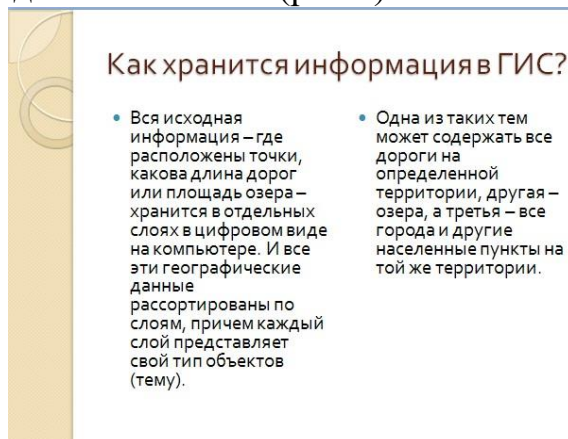 Как хранится информация в ГИС?
• Вся исходная
информация – где
расположены точки,
какова длина дорог
или площадь озера –
хранится в отдельных
слоях в цифровом виде
на компьютере. И все
эти географические
данные
рассортированы по
слоям, причем каждый
слой представляет
свой тип объектов
(тему).
• Одна из таких тем
может содержать все
дороги на
определенной
территории, другая –
озера, а третья – все
города и другие
населенные пункты на
той же территории.